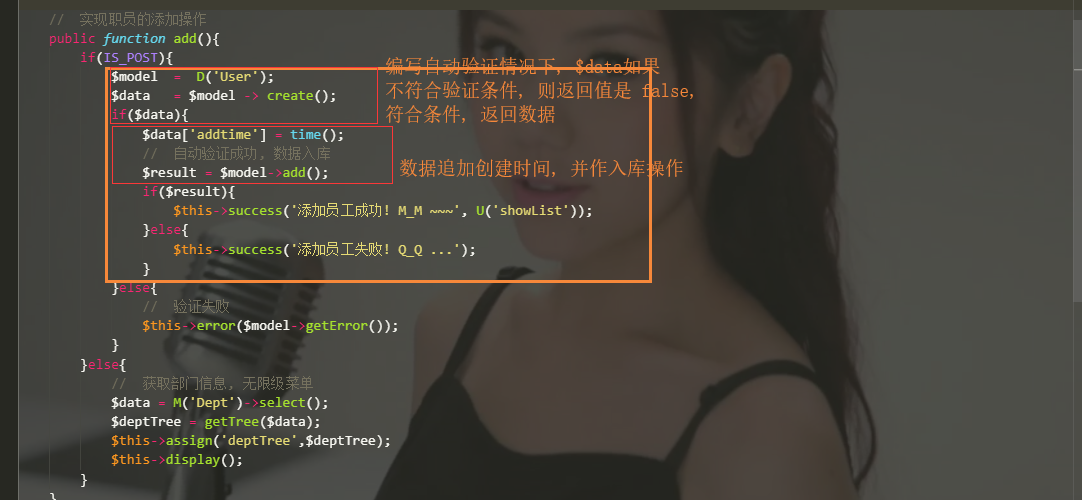 // 实现职员的添加操作
public function add(){
if(IS_POST){
$model = D('User');
$data = $model -> create();
if($data){
$data['addtime'] = time();
// 自动验证成功, 数据入库
$result = $model->add();
if($result){
$this->success('添加员工成功! M_M ~~~', U('showList'));
}else{
$this->success('添加员工失败! Q_Q ...');
}
}else{
// 验证失败
$this->error($model->getError());
}
}else{
// 获取部门信息, 无限级菜单
$data = M('Dept')->select();
$deptTree = getTree($data);
$this->assign('deptTree',$deptTree);
$this->display();
}
}
编写自动验证情况下, $data如果
不符合验证条件, 则返回值是 false,
符合条件, 返回数据
数据追加创建时间, 并作入库操作